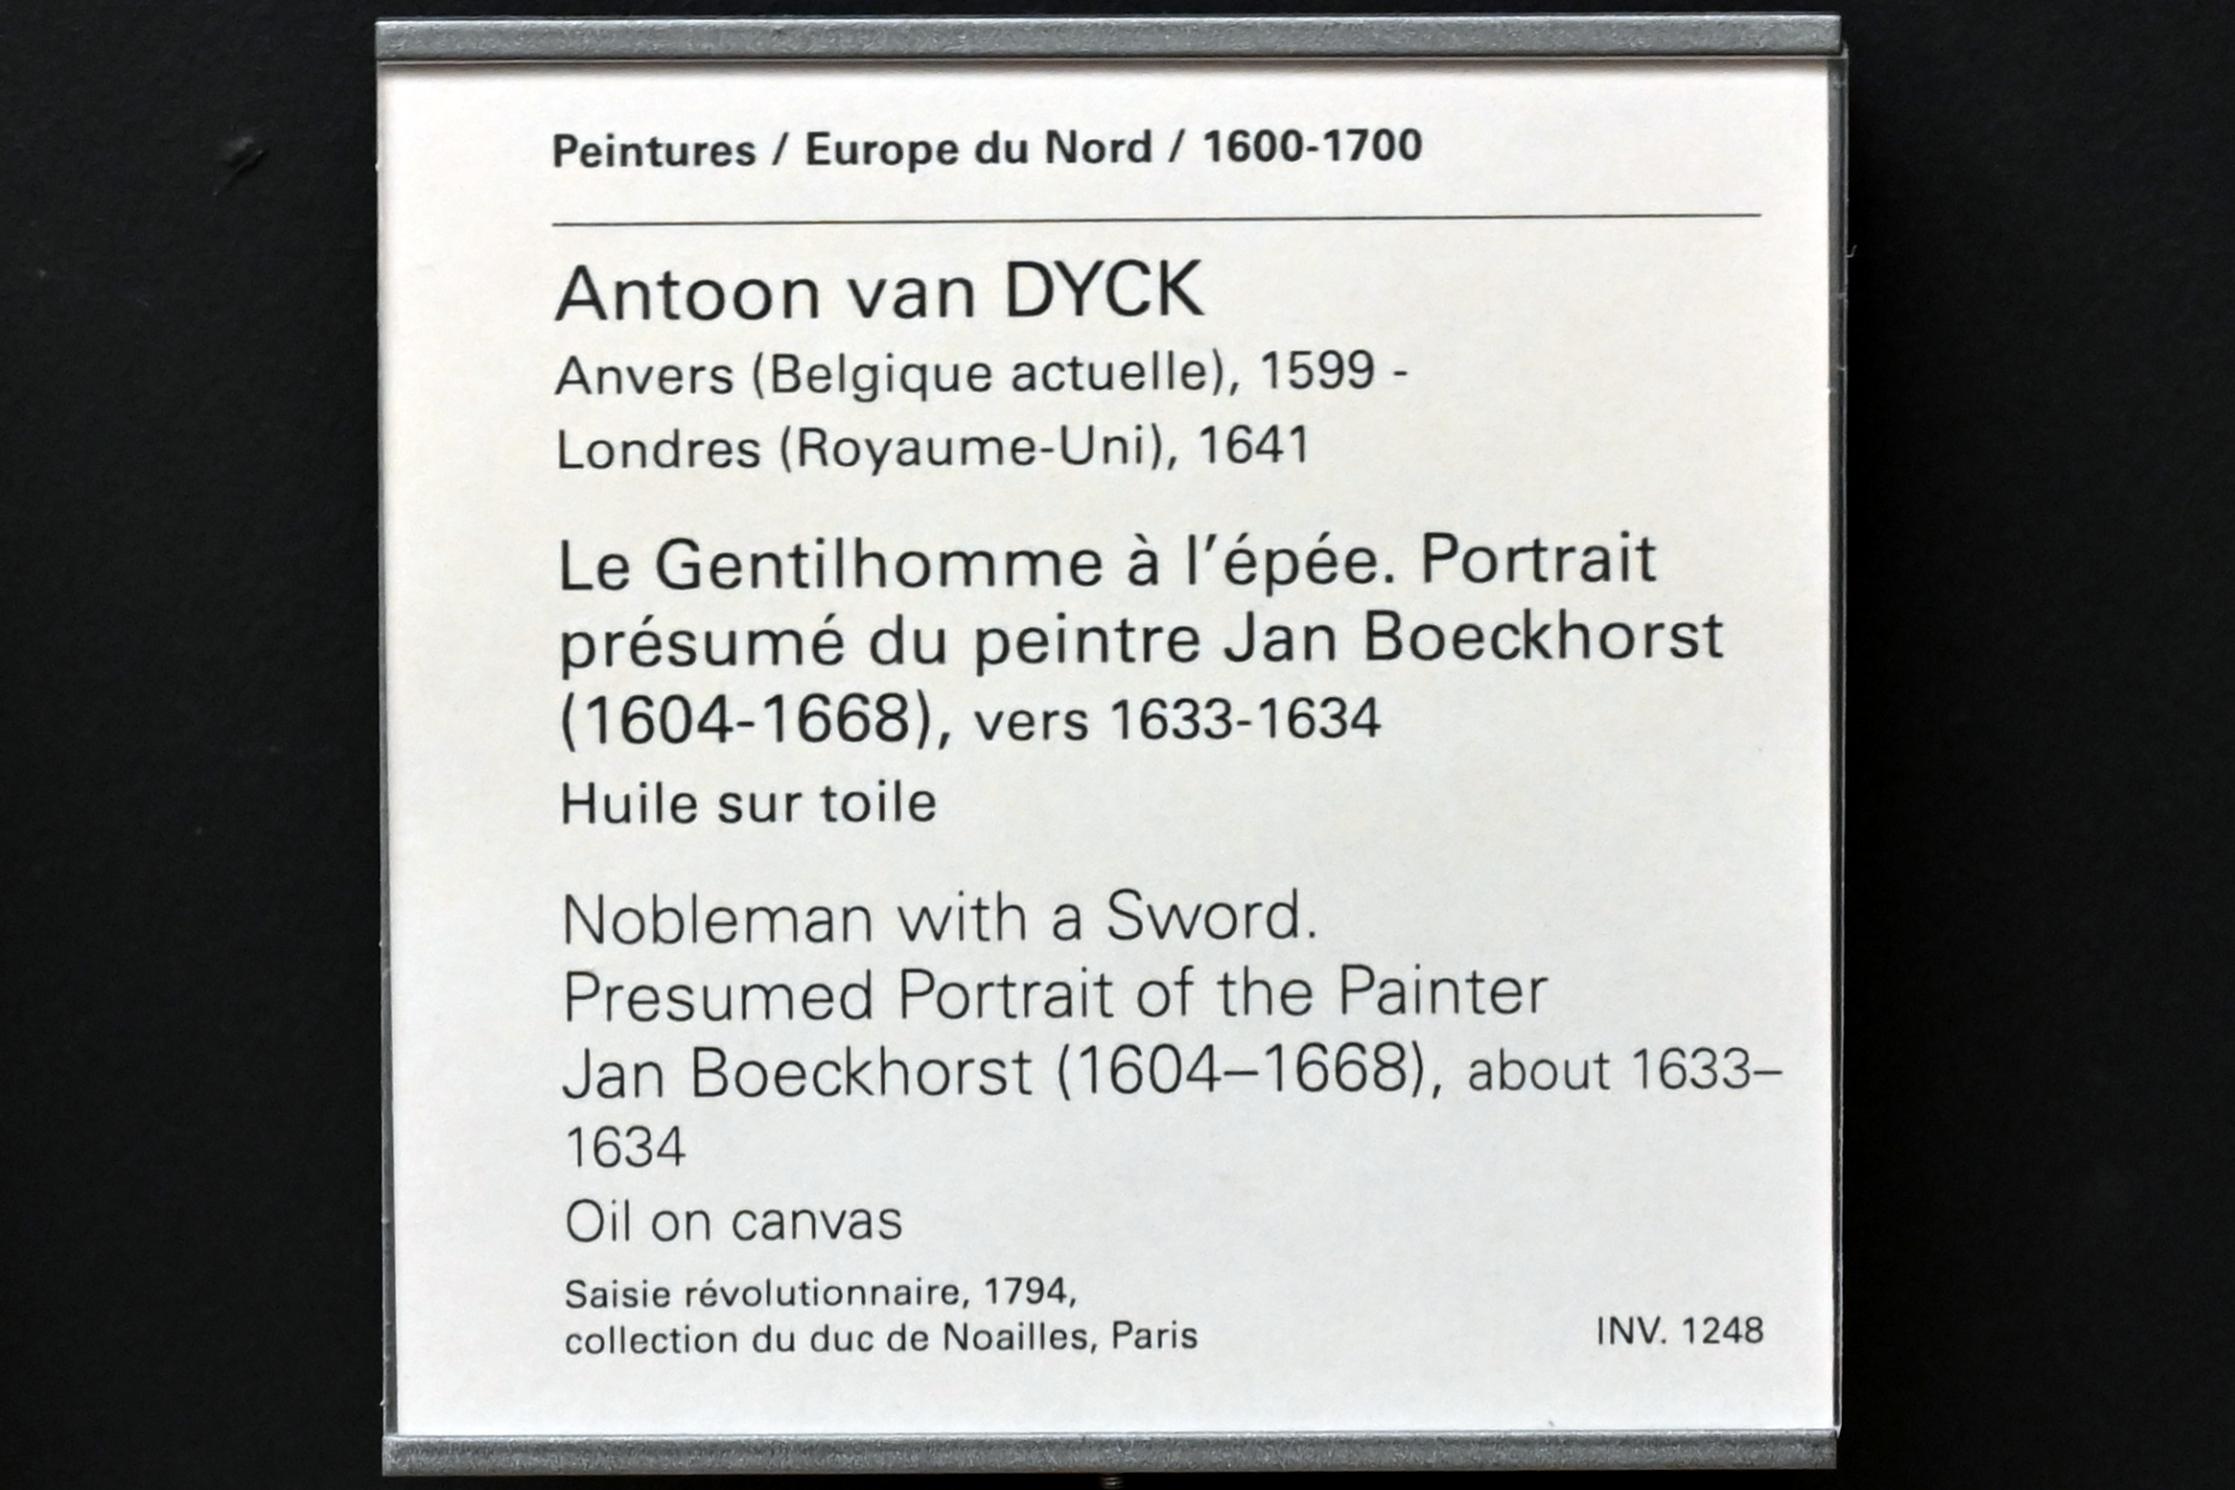 Peintures / Europe du Nord / 1600-1700
Antoon van DYCK
Anvers (Belgique actuelle), 1599 -
Londres (Royaume-Uni), 1641
Le Gentilhomme à l'épée. Portrait
présumé du peintre Jan Boeckhorst
(1604-1668), vers 1633-1634
Huile sur toile
Nobleman with a Sword.
Presumed Portrait of the Painter
Jan Boeckhorst (1604–1668), about 1633–
1634
Oil on canvas
Saisie révolutionnaire, 1794,
collection du duc de Noailles, Paris
INV. 1248